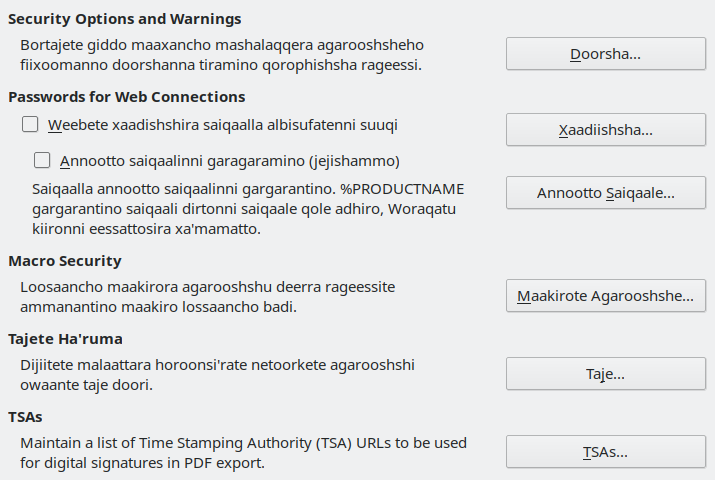 Security Options and Warnings
Bortajete giddo maaxancho mashalaqqera agarooshsheho
fiixoomanno doorshanna tiramino qorophishsha rageessi.
Doorsha...
Passwords for Web Connections
Weebete xaadishshira saiqaalla albisufatenni suuqi
Xaadiishsha...
Annootto saiqaalinni garagaramino (jejishammo)
Saiqaalla annootto saiqaalinni gargarantino. %PRODUCTNAME
gargarantino saiqaali dirtonni saiqaale qole adhiro, Woraqatu
kiironni eessattosira xa'mamatto.
Annootto Saiqaale...
Macro Security
Loosaancho maakirora agarooshshu deerra rageessite
ammanantino maakiro lossaancho badi.
Maakirote Agarooshshe...
Tajete Ha'ruma
Dijiitete malaattara horoonsi'rate netoorkete agarooshshi
owaante taje doori.
Taje...
TSAs
Maintain a list of Time Stamping Authority (TSA) URLs to be used
for digital signatures in PDF export.
TSAs...